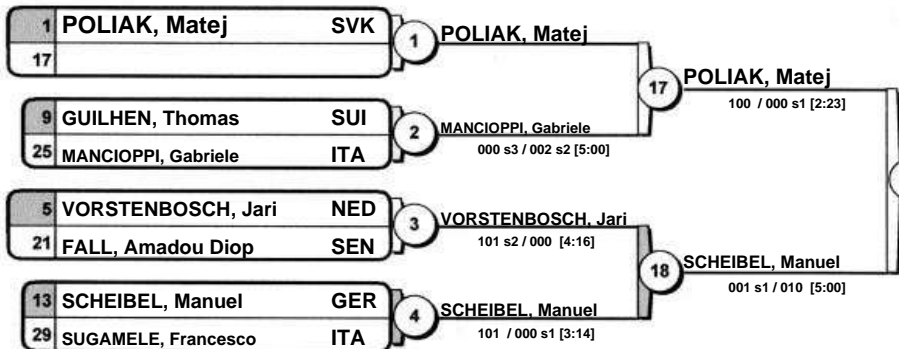 1 POLIAK, Matej SVK
17
1
POLIAK, Matej
9 GUILHEN, Thomas SUI
25 MANCIOPPI, Gabriele ITA
2
MANCIOPPI, Gabriele
000 s3 / 002 s2 [5:00]
17
POLIAK, Matej
100 / 000 s1 [2:23]
5 VORSTENBOSCH, Jari NED
21 FALL, Amadou Diop SEN
3
VORSTENBOSCH, Jari
101 s2 / 000 [4:16]
13 SCHEIBEL, Manuel GER
29 SUGAMELE, Francesco ITA
4
SCHEIBEL, Manuel
101 / 000 s1 [3:14]
18
SCHEIBEL, Manuel
001 s1 / 010 [5:00]